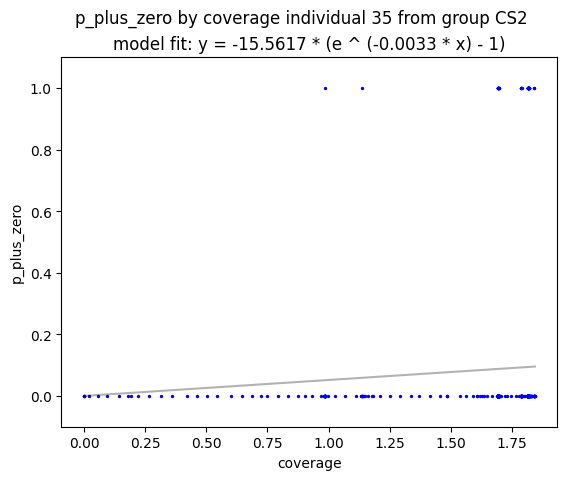 p_plus_zero by coverage individual 35 from group CS2
model fit: y = -15.5617 * (e ^ (-0.0033 * x) - 1)
1.0
0.8
0.6
0.4
0.2
0.0
p_plus_zero
0.00 0.25 0.50 0.75 1.00 1.25 1.50 1.75
coverage